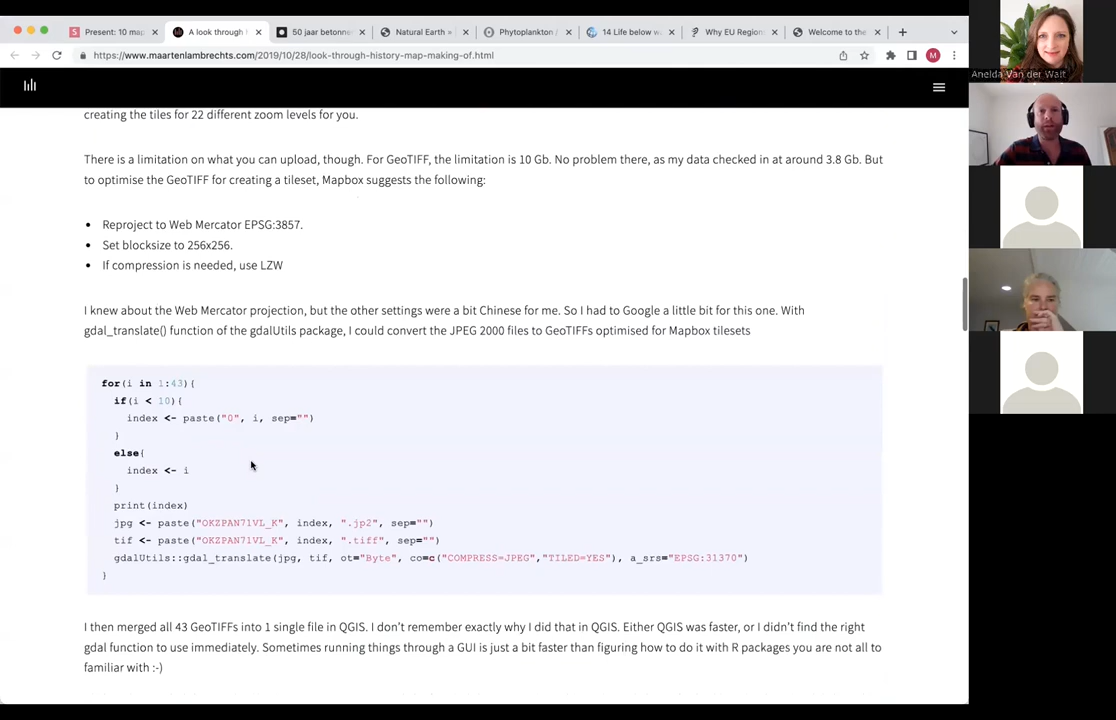 Present: 10 map
A look through h
50 jaar betonne
Natural Earth »
Phytoplankton /
14 Life below w
Why EU Region
Welcome to the
https://www.maartenlambrechts.com/2019/10/28/look-through-history-map-making-of.html
M
Anelda Van der Walt
creating the tiles for 22 different zoom levels for you.
There is a limitation on what you can upload, though. For GeoTIFF, the limitation is 10 Gb. No problem there, as my data checked in at around 3.8 Gb. But
to optimise the GeoTIFF for creating a tileset, Mapbox suggests the following:
• Reproject to Web Mercator EPSG:3857.
• Set blocksize to 256x256.
• If compression is needed, use LZW
I knew about the Web Mercator projection, but the other settings were a bit Chinese for me. So I had to Google a little bit for this one. With
gdal_translate() function of the gdalUtils package, I could convert the JPEG 2000 files to GeoTIFFs optimised for Mapbox tilesets
for(i in 1:43){
if(i < 10){
index <- paste("0", i, sep="")
}
else{
index <- i
}
print(index)
jpg <- paste("OKZPAN71VL_K", index, ".jp2", sep="")
tif <- paste("OKZPAN71VL_K", index, ".tiff", sep="")
gdalUtils::gdal_translate(jpg, tif, ot="Byte", co=c("COMPRESS=JPEG","TILED=YES"), a_srs="EPSG:31370")
}
I then merged all 43 GeoTIFFs into 1 single file in QGIS. I don't remember exactly why I did that in QGIS. Either QGIS was faster, or I didn't find the right
gdal function to use immediately. Sometimes running things through a GUI is just a bit faster than figuring how to do it with R packages you are not all to
familiar with :-)